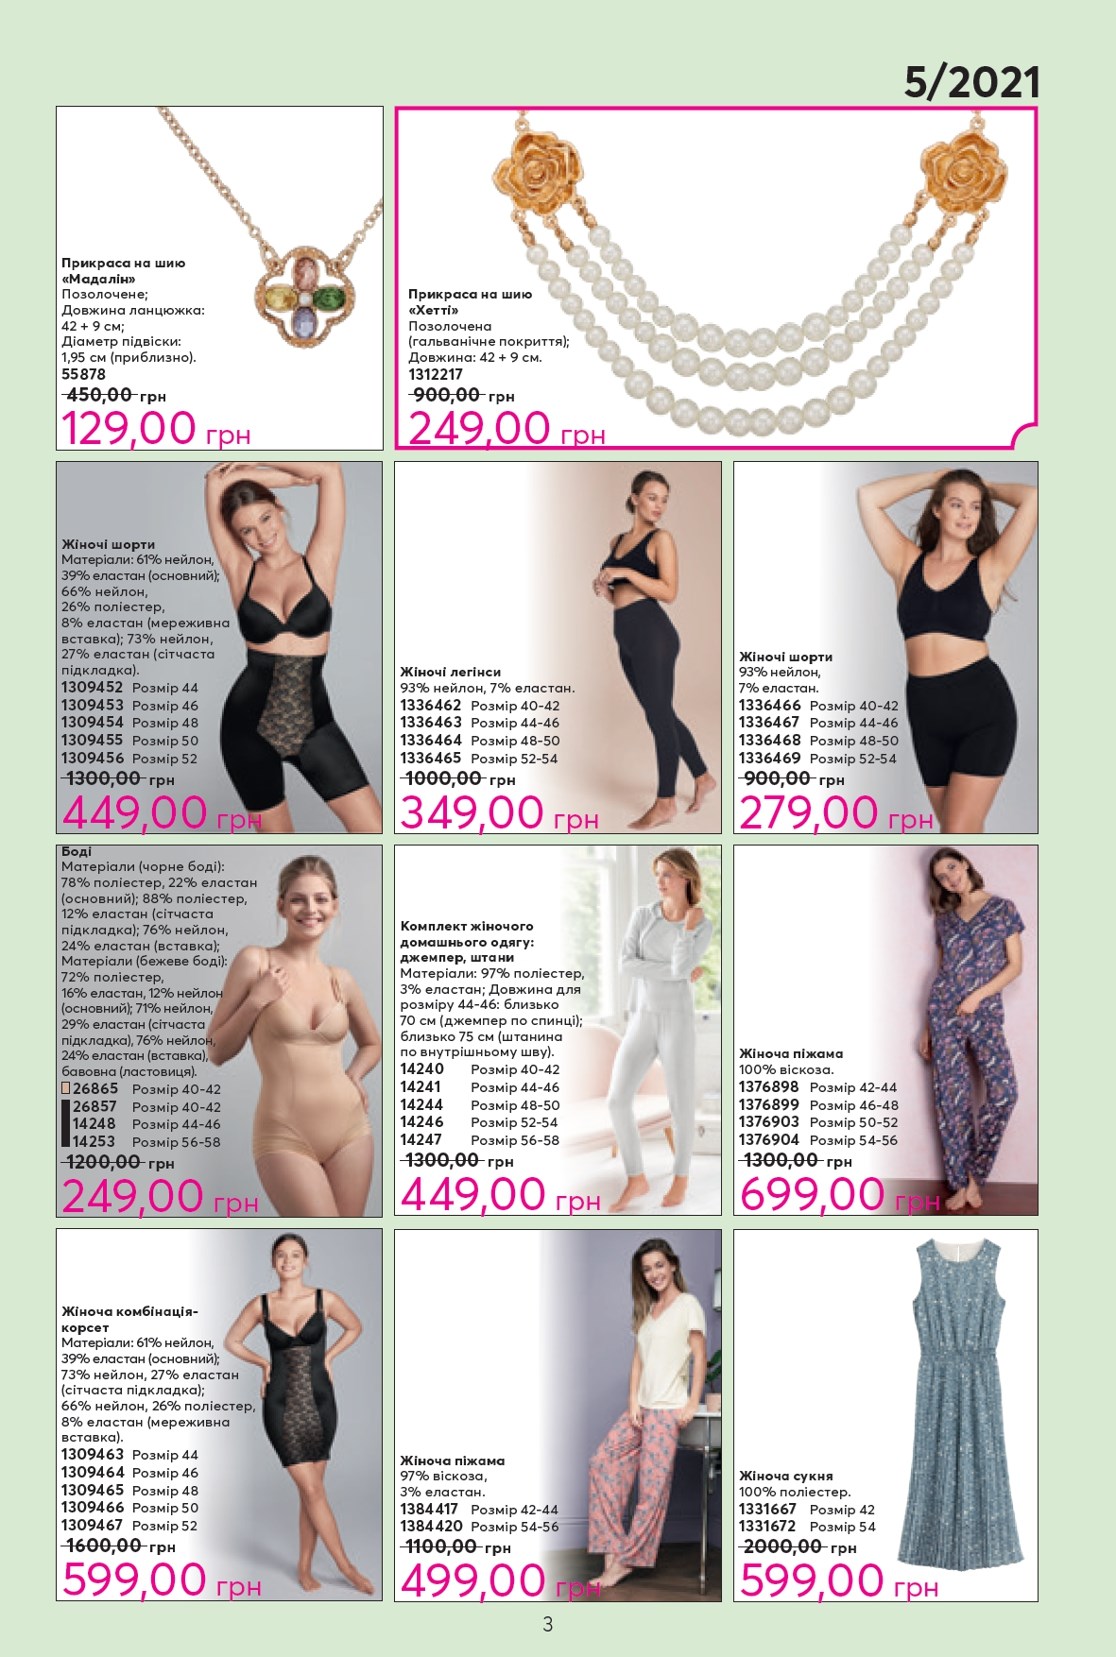 5/2021
Прикраса на шию
«Мадалін»
Позолочене;
Довжина ланцюжка:
42 + 9 см;
Діаметр підвіски:
1,95 см (приблизно).
55878
450,00 грн
129,00 грн
Прикраса на шию
«Хетті»
Позолочена
(гальванічне покриття);
Довжина: 42 + 9 см.
1312217
900,00 грн
249,00 грн
Жіночі шорти
Матеріали: 61% нейлон,
39% еластан (основний);
66% нейлон,
26% поліестер,
8% еластан (мереживна
вставка); 73% нейлон,
27% еластан (сітчаста
підкладка).
1309452 Розмір 44
1309453 Розмір 46
1309454 Розмір 48
1309455 Розмір 50
1309456 Розмір 52
1300,00 грн
449,00 грн
Жіночі легінси
93% нейлон, 7% еластан.
1336462 Розмір 40-42
1336463 Розмір 44-46
1336464 Розмір 48-50
1336465 Розмір 52-54
1000,00 грн
349,00 грн
Жіночі шорти
93% нейлон,
7% еластан.
1336466 Розмір 40-42
1336467 Розмір 44-46
1336468 Розмір 48-50
1336469 Розмір 52-54
900,00 грн
279,00 грн
Боді
Матеріали (чорне боді):
78% поліестер, 22% еластан
(основний); 88% поліестер,
12% еластан (сітчаста
підкладка); 76% нейлон,
24% еластан (вставка);
Матеріали (бежеве боді):
72% поліестер,
16% еластан, 12% нейлон
(основний); 71% нейлон,
29% еластан (сітчаста
підкладка), 76% нейлон,
24% еластан (вставка),
бавовна (ластовиця).
26865 Розмір 40-42
26857 Розмір 40-42
14248 Розмір 44-46
14253 Розмір 56-58
1200,00 грн
249,00 грн
Комплект жіночого
домашнього одягу:
джемпер, штани
Матеріали: 97% поліестер,
3% еластан; Довжина для
розміру 44-46: близько
70 см (джемпер по спинці);
близько 75 см (штанина
по внутрішньому шву).
14240 Розмір 40-42
14241 Розмір 44-46
14244 Розмір 48-50
14246 Розмір 52-54
14247 Розмір 56-58
1300,00 грн
449,00 грн
Жіноча піжама
100% віскоза.
1376898 Розмір 42-44
1376899 Розмір 46-48
1376903 Розмір 50-52
1376904 Розмір 54-56
1300,00 грн
699,00 грн
Жіноча комбінація-
корсет
Матеріали: 61% нейлон,
39% еластан (основний);
73% нейлон, 27% еластан
(сітчаста підкладка);
66% нейлон, 26% поліестер,
8% еластан (мереживна
вставка).
1309463 Розмір 44
1309464 Розмір 46
1309465 Розмір 48
1309466 Розмір 50
1309467 Розмір 52
1600,00 грн
599,00 грн
Жіноча піжама
97% віскоза,
3% еластан.
1384417 Розмір 42-44
1384420 Розмір 54-56
1100,00 грн
499,00 грн
Жіноча сукня
100% поліестер.
1331667 Розмір 42
1331672 Розмір 54
2000,00 грн
599,00 грн
3